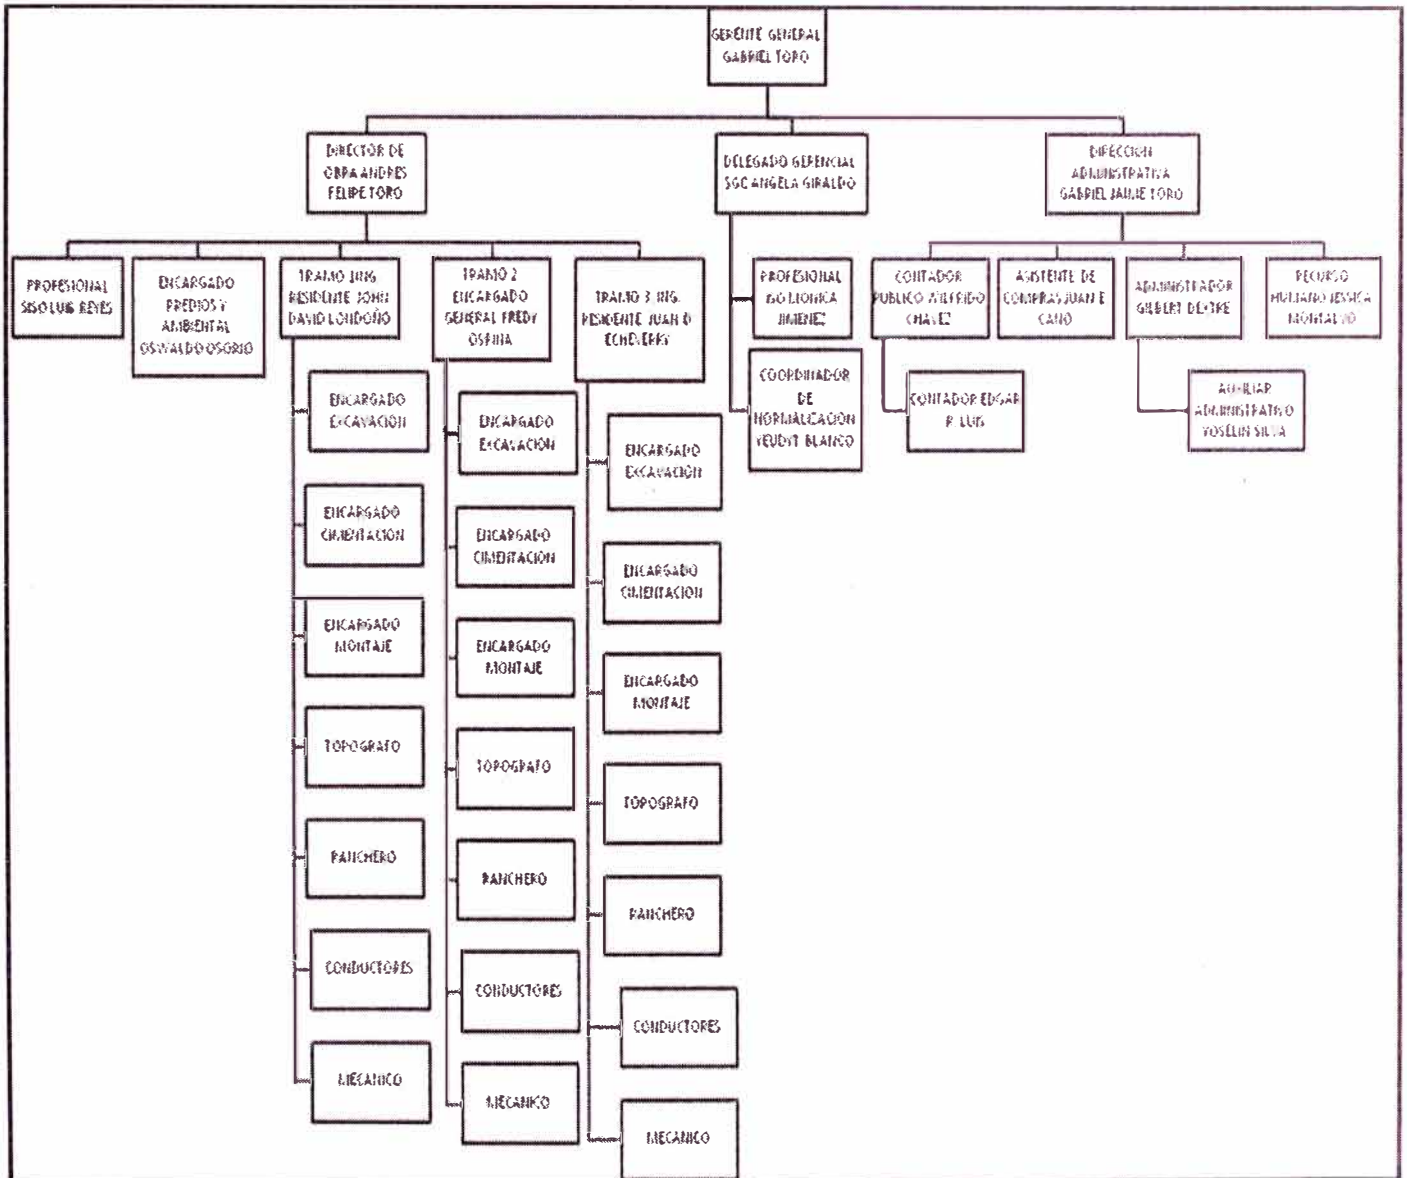 GERENTE GENERAL
GABRIEL TORO
DIRECTOR DE
OBRA ANDRES
FELIPE TORO
DELEGADO GERENCIAL
SGC ANGELA GIRALDO
DIRECCION
ADMINISTRATIVA
GABRIEL JAIME TORO
PROFESIONAL
SISO LUIS REYES
ENCARGADO
PREDIOS Y
AMBIENTAL
OSWALDO OSORIO
TRAMO 1 ING.
RESIDENTE JOHN
DAVID LONDOÑO
TRAMO 2
ENCARGADO
GENERAL FREDY
OSPINA
TRAMO 3 ING.
RESIDENTE JUAN D
ECHEVERRY
PROFESIONAL
ISO MONICA
JIMENEZ
CONTADOR
PUBLICO WILFRIDO
CHAVEZ
ASISTENTE DE
COMPRAS JUAN E
CANO
ADMINISTRADOR
GILBERT DEXTRE
RECURSO
HUMANO JESSICA
MONTALVO
ENCARGADO
EXCAVACION
ENCARGADO
CIMENTACION
ENCARGADO
MONTAJE
TOPOGRAFO
RANCHERO
CONDUCTORES
MECANICO
ENCARGADO
EXCAVACION
ENCARGADO
CIMENTACION
ENCARGADO
MONTAJE
TOPOGRAFO
RANCHERO
CONDUCTORES
MECANICO
ENCARGADO
EXCAVACION
ENCARGADO
CIMENTACION
ENCARGADO
MONTAJE
TOPOGRAFO
RANCHERO
CONDUCTORES
MECANICO
COORDINADOR
DE
NORMALIZACION
YEUDYT BLANCO
CONTADOR EDGAR
R. LUIS
AUXILIAR
ADMINISTRATIVO
YOSELIN SILVA